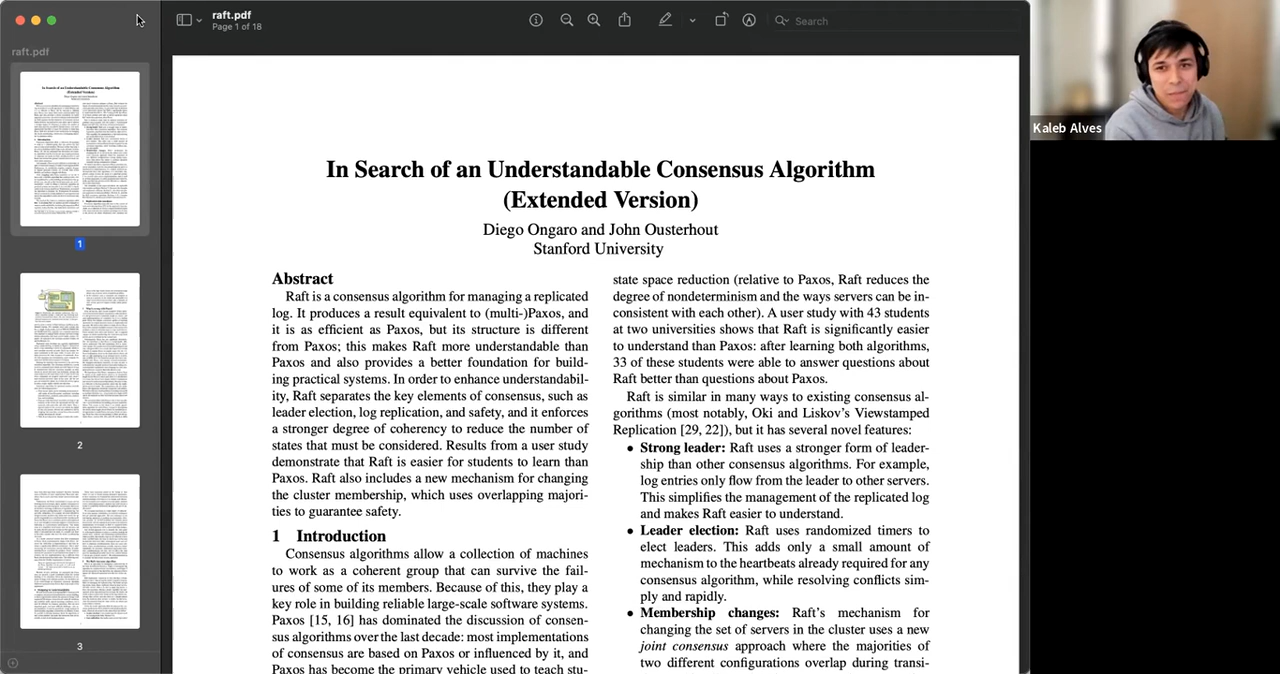 raft.pdf
Page 1 of 18
Search
raft.pdf
1
2
3
In Search of an Understandable Consensus Algorithm
(Extended Version)
Diego Ongaro and John Ousterhout
Stanford University
Abstract
Raft is a consensus algorithm for managing a replicated
log. It produces a result equivalent to (multi-)Paxos, and
it is as efficient as Paxos, but its structure is different
from Paxos; this makes Raft more understandable than
Paxos and also provides a better foundation for build-
ing practical systems. In order to enhance understandabil-
ity, Raft separates the key elements of consensus, such as
leader election, log replication, and safety, and it enforces
a stronger degree of coherency to reduce the number of
states that must be considered. Results from a user study
demonstrate that Raft is easier for students to learn than
Paxos. Raft also includes a new mechanism for changing
the cluster membership, which uses overlapping majori-
ties to guarantee safety.
1 Introduction
Consensus algorithms allow a collection of machines
to work as a coherent group that can survive the fail-
ures of some of its members. Because of this, they play a
key role in building reliable large-scale software systems.
Paxos [15, 16] has dominated the discussion of consen-
sus algorithms over the last decade: most implementations
of consensus are based on Paxos or influenced by it, and
Paxos has become the primary vehicle used to teach stu-
state space reduction (relative to Paxos, Raft reduces the
degree of nondeterminism and the ways servers can be in-
consistent with each other). A user study with 43 students
at two universities shows that Raft is significantly easier
to understand than Paxos: after learning both algorithms,
33 of these students were able to answer questions about
Raft better than questions about Paxos.
Raft is similar in many ways to existing consensus al-
gorithms (most notably, Oki and Liskov's Viewstamped
Replication [29, 22]), but it has several novel features:
• Strong leader: Raft uses a stronger form of leader-
ship than other consensus algorithms. For example,
log entries only flow from the leader to other servers.
This simplifies the management of the replicated log
and makes Raft easier to understand.
• Leader election: Raft uses randomized timers to
elect leaders. This adds only a small amount of
mechanism to the heartbeats already required for any
consensus algorithm, while resolving conflicts sim-
ply and rapidly.
• Membership changes: Raft's mechanism for
changing the set of servers in the cluster uses a new
joint consensus approach where the majorities of
two different configurations overlap during transi-
Kaleb Alves